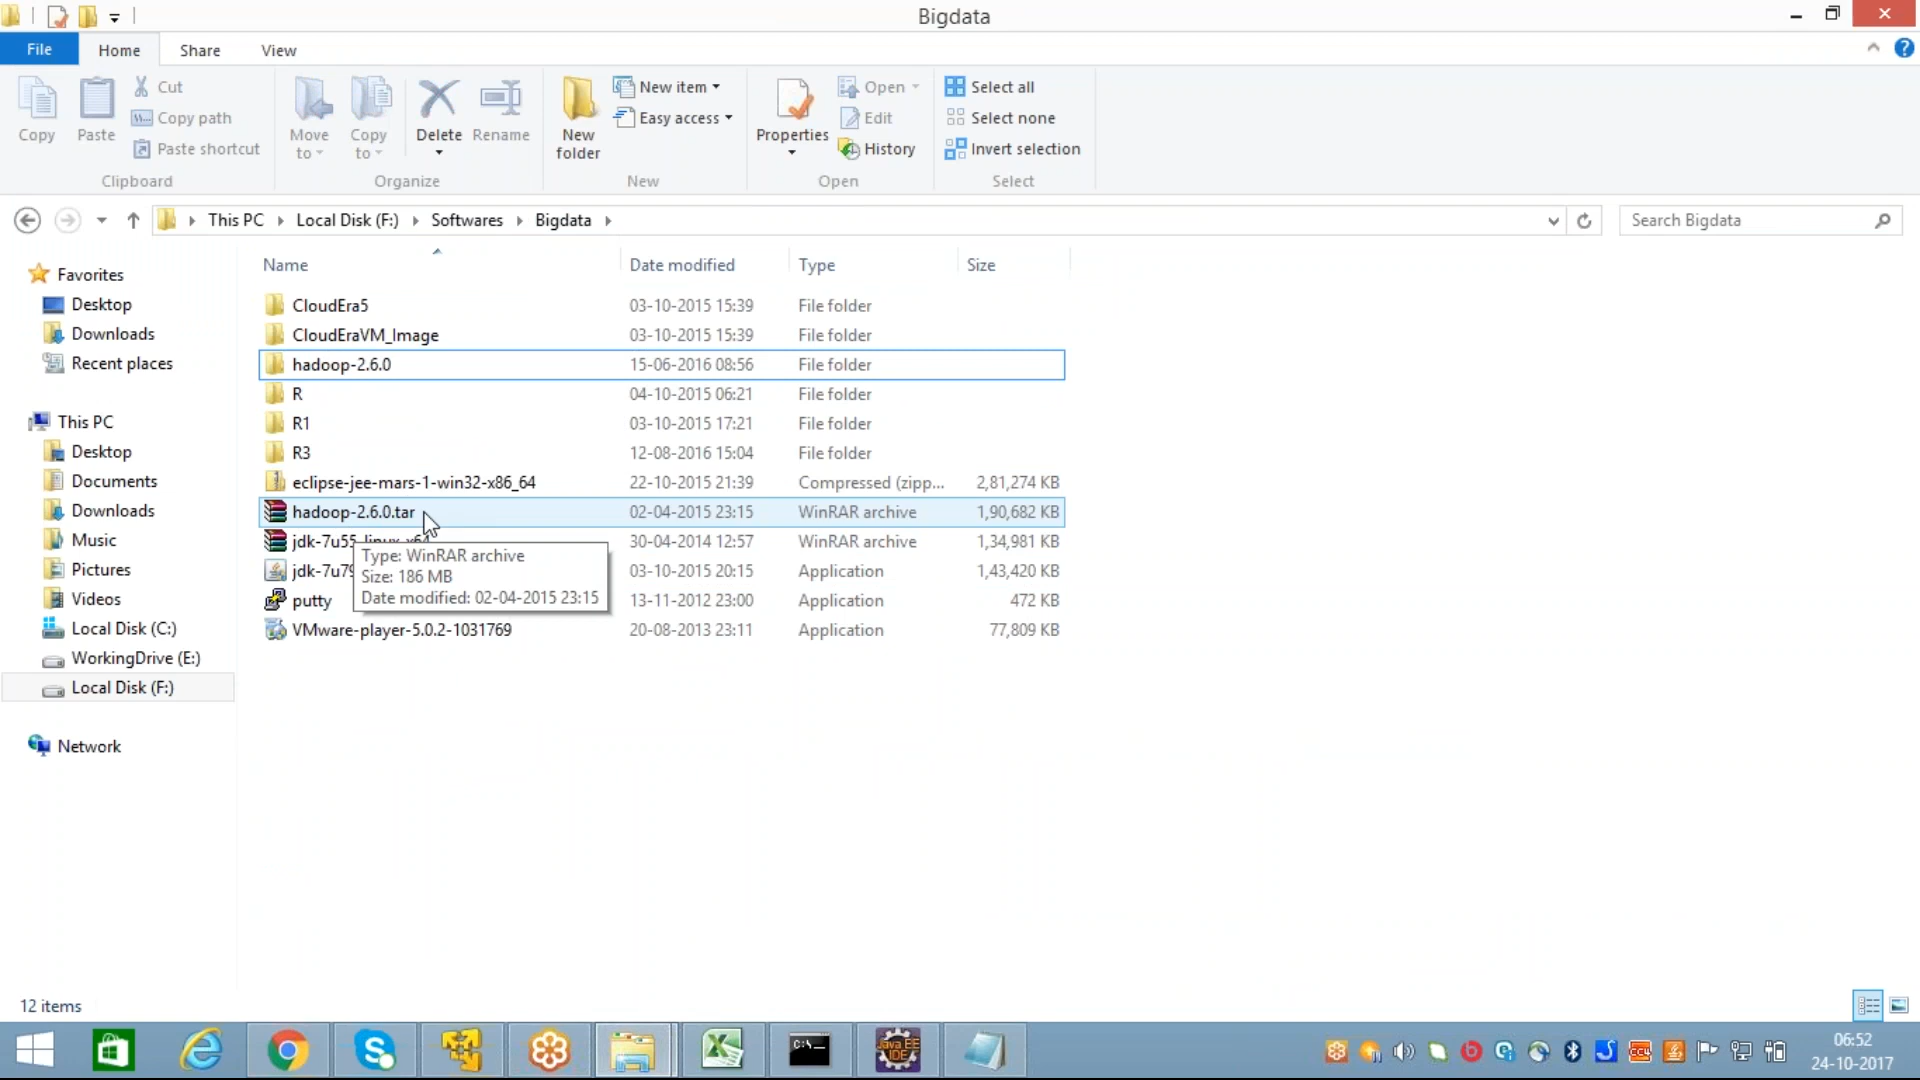 Bigdata
File Home Share View
Copy
Paste
Cut
Copy path
Paste shortcut
Clipboard
Move to
Copy to
Delete
Rename
Organize
New folder
New item
Easy access
New
Properties
Open
Edit
History
Open
Select all
Select none
Invert selection
Select
This PC Local Disk (F:) Softwares Bigdata
Search Bigdata
Favorites
Desktop
Downloads
Recent places
This PC
Desktop
Documents
Downloads
Music
Pictures
Videos
Local Disk (C:)
WorkingDrive (E:)
Local Disk (F:)
Network
Name Date modified Type Size
CloudEra5 03-10-2015 15:39 File folder
CloudEraVM_Image 03-10-2015 15:39 File folder
hadoop-2.6.0 15-06-2016 08:56 File folder
R 04-10-2015 06:21 File folder
R1 03-10-2015 17:21 File folder
R3 12-08-2016 15:04 File folder
eclipse-jee-mars-1-win32-x86_64 22-10-2015 21:39 Compressed (zipp... 2,81,274 KB
hadoop-2.6.0.tar 02-04-2015 23:15 WinRAR archive 1,90,682 KB
jdk-7u55-linux-x64 30-04-2014 12:57 WinRAR archive 1,34,981 KB
jdk-7u79 03-10-2015 20:15 Application 1,43,420 KB
putty 13-11-2012 23:00 Application 472 KB
VMware-player-5.0.2-1031769 20-08-2013 23:11 Application 77,809 KB
Type: WinRAR archive
Size: 186 MB
Date modified: 02-04-2015 23:15
12 items
Java EE
IDE
06:52
24-10-2017